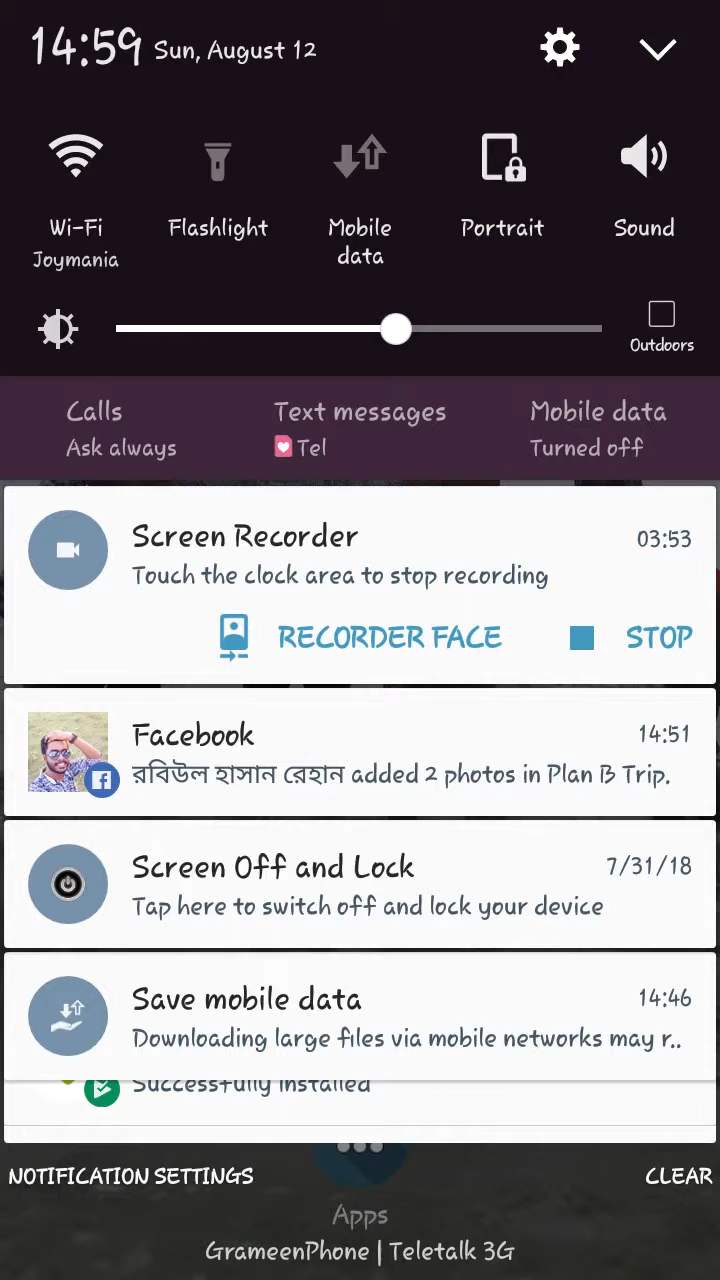 14:59 Sun, August 12
Wi-Fi Flashlight Mobile data Portrait Sound
Joymania
Outdoors
Calls Text messages Mobile data
Ask always Tel Turned off
Screen Recorder 03:53
Touch the clock area to stop recording
RECORDER FACE STOP
Facebook 14:51
রবিউল হাসান রেহান added 2 photos in Plan B Trip.
Screen Off and Lock 7/31/18
Tap here to switch off and lock your device
Save mobile data 14:46
Downloading large files via mobile networks may r..
Successfully installed
NOTIFICATION SETTINGS CLEAR
Apps
GrameenPhone | Teletalk 3G